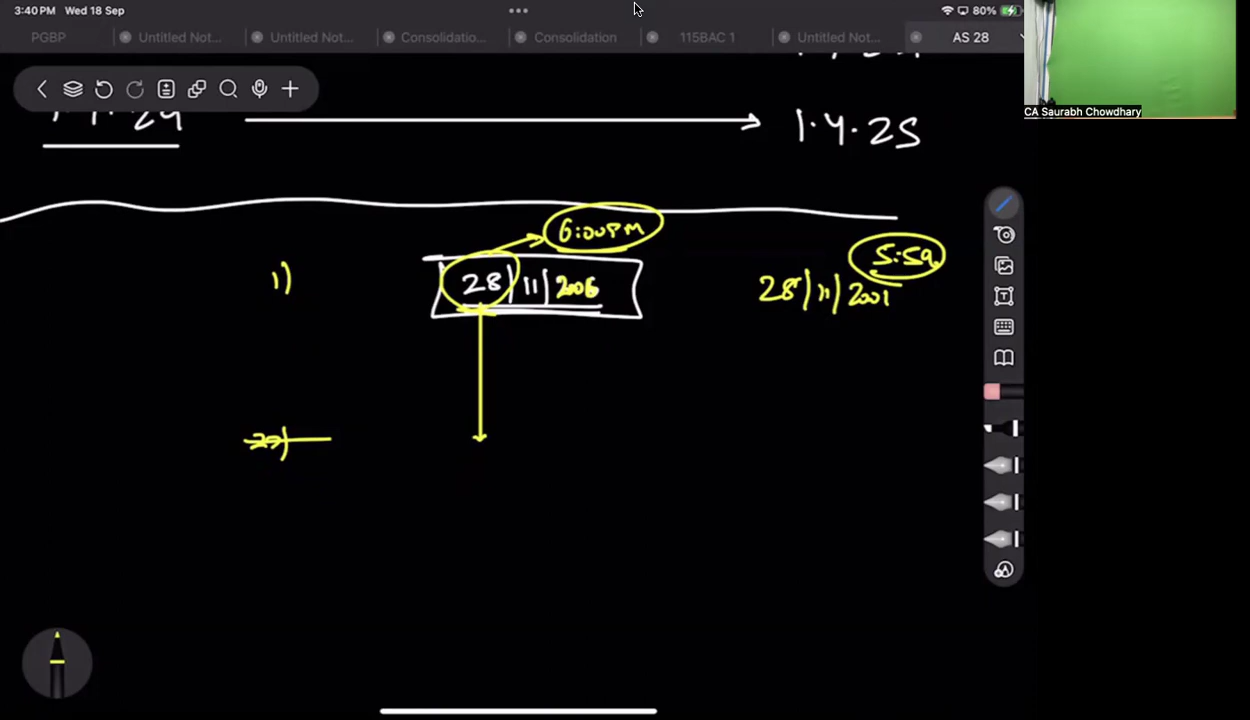 3:40 PM Wed 18 Sep
80%
PGBP
Untitled Not...
Untitled Not...
Consolidatio...
Consolidation
115BAC 1
Untitled Not...
AS 28
CA Saurabh Chowdhary
1.4.25
6:00PM
5:59
1)
28/11/2006
28/11/2001